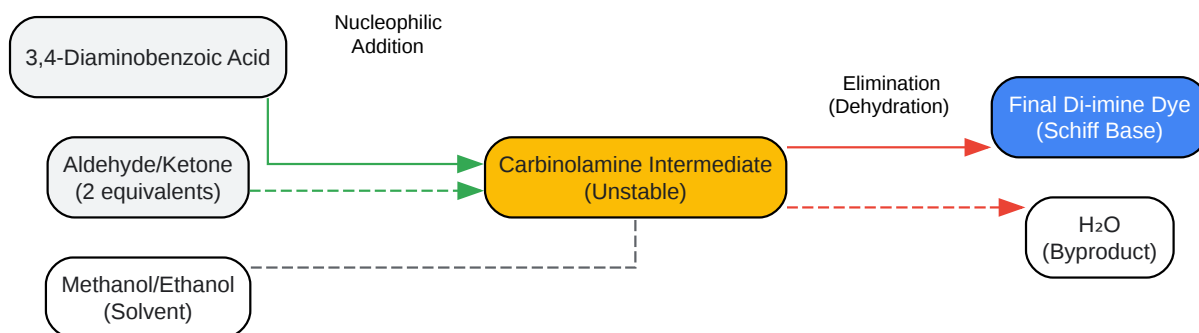 Nucleophilic
Addition
3,4-Diaminobenzoic Acid
Elimination
(Dehydration)
Final Di-imine Dye
(Schiff Base)
Aldehyde/Ketone
(2 equivalents)
Carbinolamine Intermediate
(Unstable)
H₂O
(Byproduct)
Methanol/Ethanol
(Solvent)